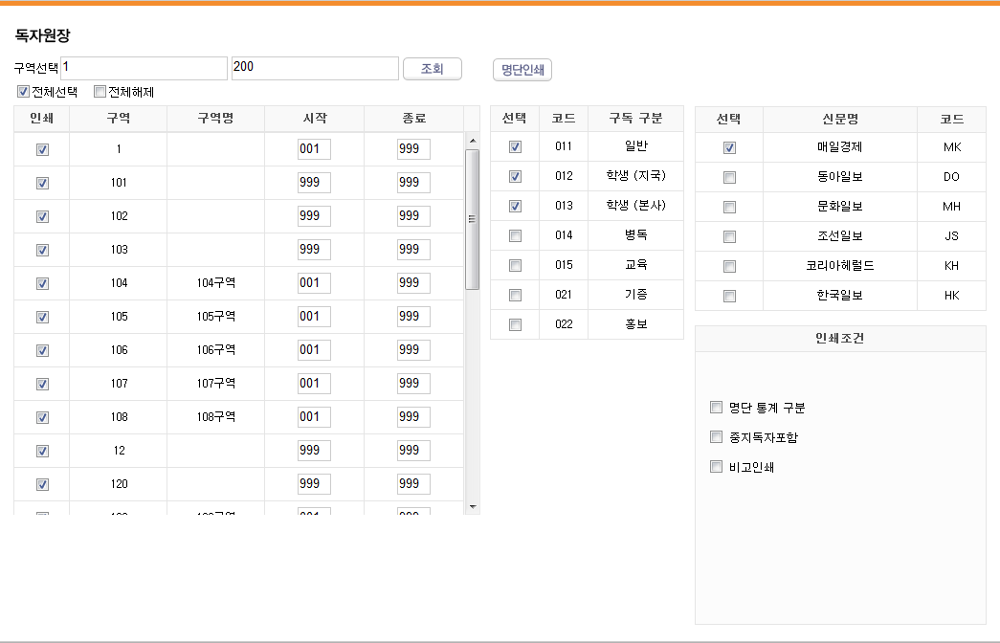 독자원장
구역선택 1 200 조회 명단인쇄
전체선택 전체해제
인쇄 구역 구역명 시작 종료
1 001 999
101 999 999
102 999 999
103 999 999
104 104구역 001 999
105 105구역 001 999
106 106구역 001 999
107 107구역 001 999
108 108구역 001 999
12 999 999
120 999 999
선택 코드 구독 구분
011 일반
012 학생 (지국)
013 학생 (본사)
014 병독
015 교육
021 기증
022 홍보
선택 신문명 코드
매일경제 MK
동아일보 DO
문화일보 MH
조선일보 JS
코리아헤럴드 KH
한국일보 HK
인쇄조건
명단 통계 구분
중지독자포함
비고인쇄